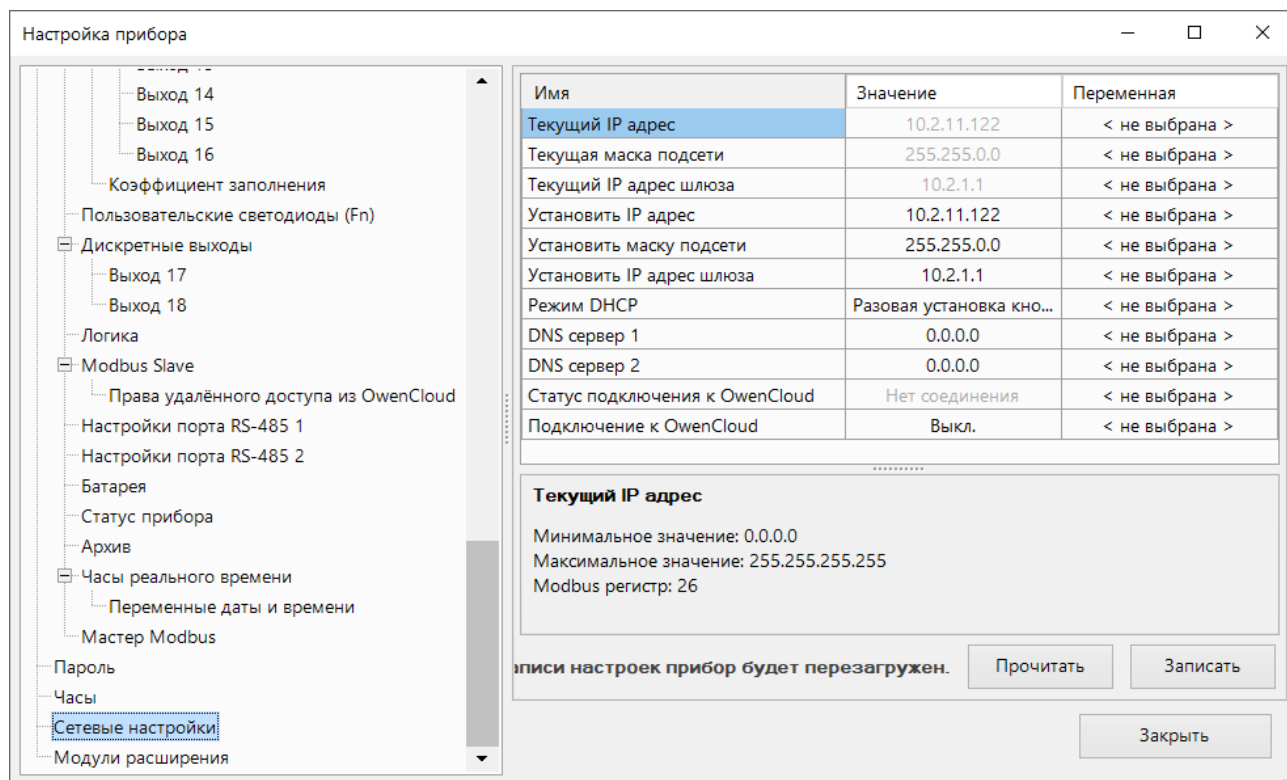 Настройка прибора
Выход 14
Выход 15
Выход 16
Коэффициент заполнения
Пользовательские светодиоды (Fn)
Дискретные выходы
Выход 17
Выход 18
Логика
Modbus Slave
Права удалённого доступа из OwenCloud
Настройки порта RS-485 1
Настройки порта RS-485 2
Батарея
Статус прибора
Архив
Часы реального времени
Переменные даты и времени
Мастер Modbus
Пароль
Часы
Сетевые настройки
Модули расширения
Имя Значение Переменная
Текущий IP адрес 10.2.11.122 < не выбрана >
Текущая маска подсети 255.255.0.0 < не выбрана >
Текущий IP адрес шлюза 10.2.1.1 < не выбрана >
Установить IP адрес 10.2.11.122 < не выбрана >
Установить маску подсети 255.255.0.0 < не выбрана >
Установить IP адрес шлюза 10.2.1.1 < не выбрана >
Режим DHCP Разовая установка кно... < не выбрана >
DNS сервер 1 0.0.0.0 < не выбрана >
DNS сервер 2 0.0.0.0 < не выбрана >
Статус подключения к OwenCloud Нет соединения < не выбрана >
Подключение к OwenCloud Выкл. < не выбрана >
Текущий IP адрес
Минимальное значение: 0.0.0.0
Максимальное значение: 255.255.255.255
Modbus регистр: 26
аписи настроек прибор будет перезагружен. Прочитать Записать
Закрыть